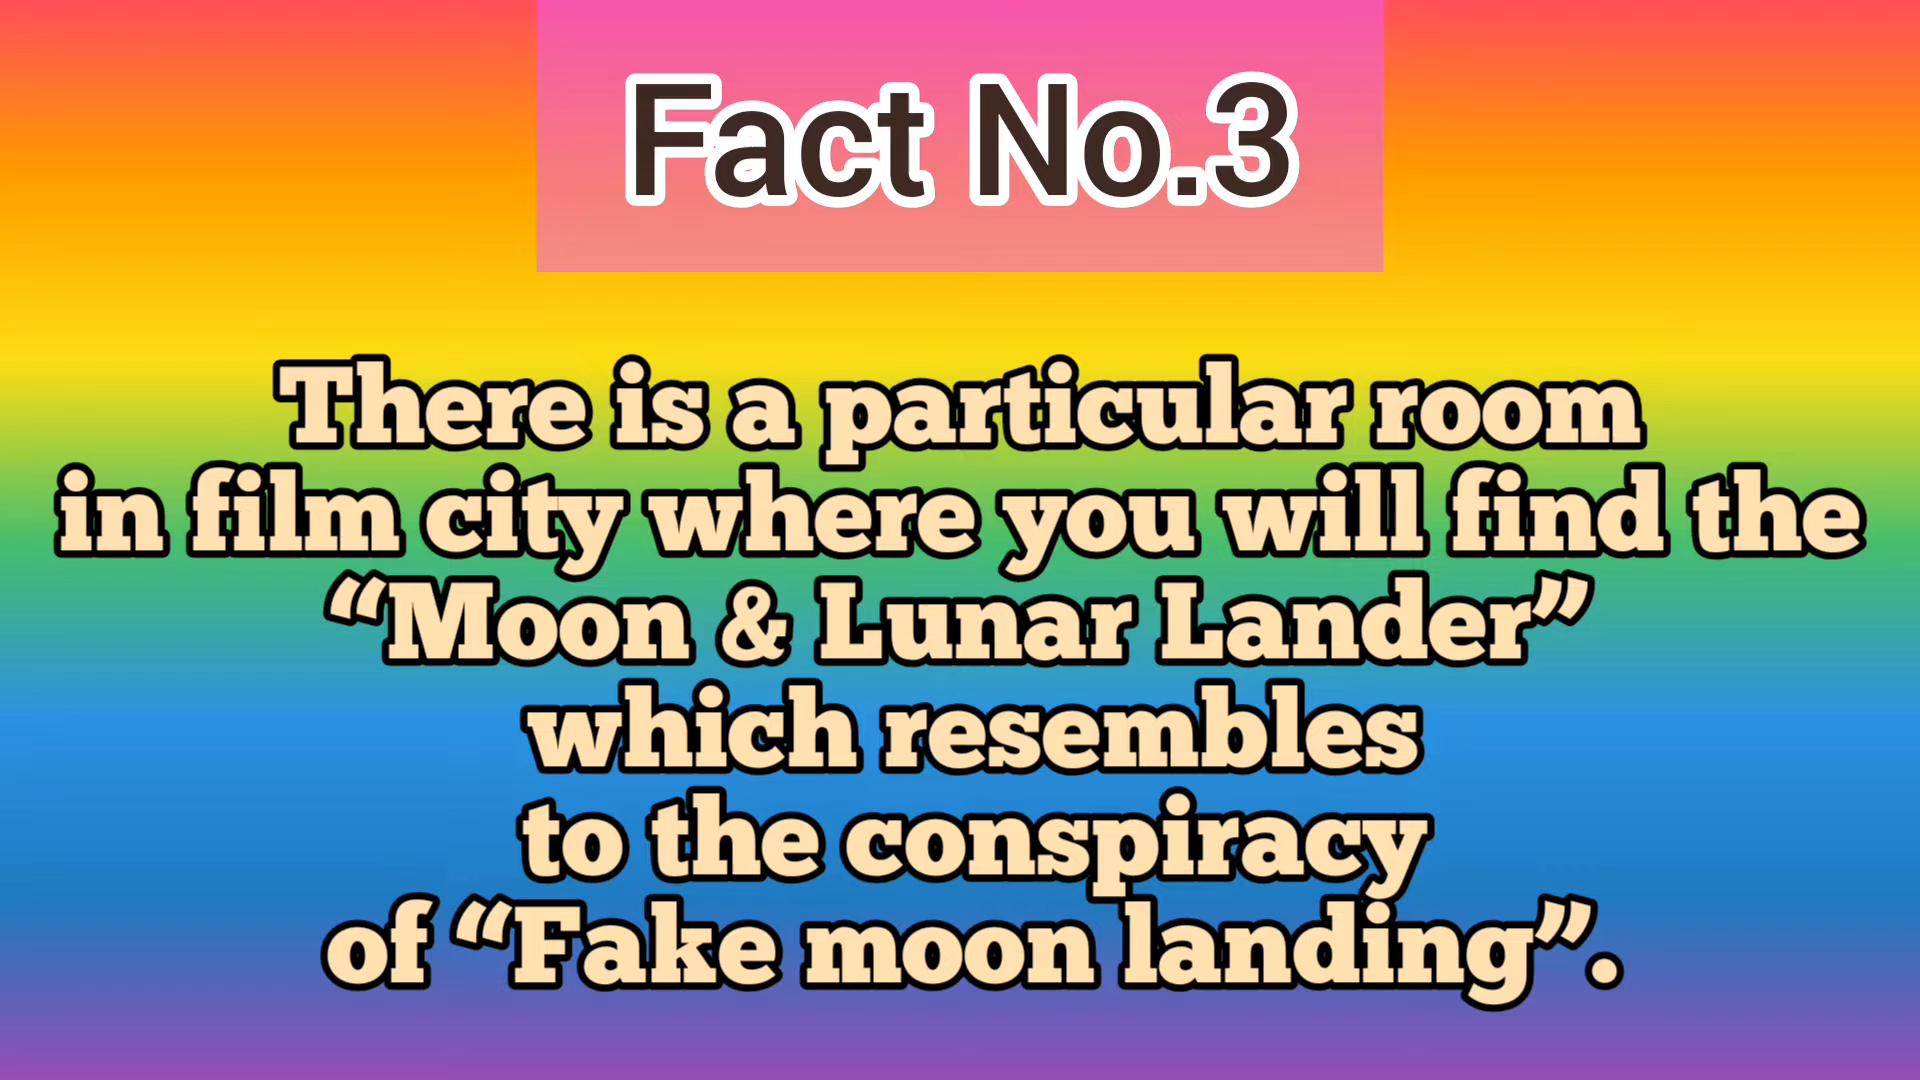 Fact No.3
There is a particular room
in film city where you will find the
“Moon & Lunar Lander”
which resembles
to the conspiracy
of “Fake moon landing”.